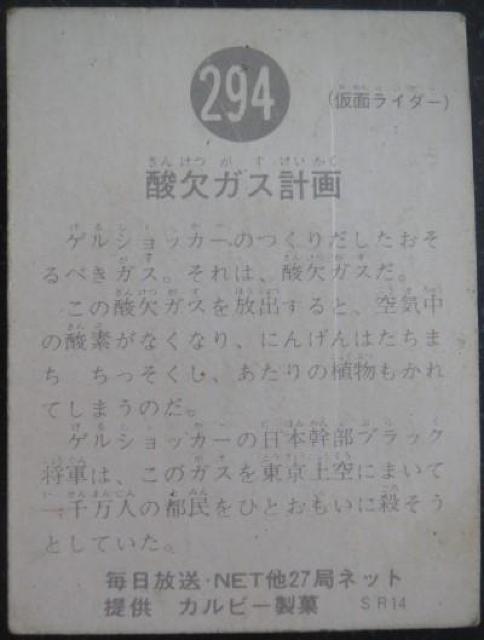 294
(仮面ライダー)
酸欠ガス計画
ゲルショッカーのつくりだしたおそ
るべきガス。それは、酸欠ガスだ。
この酸欠ガスを放出すると、空気中
の酸素がなくなり、にんげんはたちま
ち ちっそくし、あたりの植物もかれ
てしまうのだ。
ゲルショッカーの日本幹部ブラック
将軍は、このガスを東京上空にまいて
一千万人の都民をひとおもいに殺そう
としていた。
毎日放送・NET他27局ネット
提供 カルビー製菓 SR14